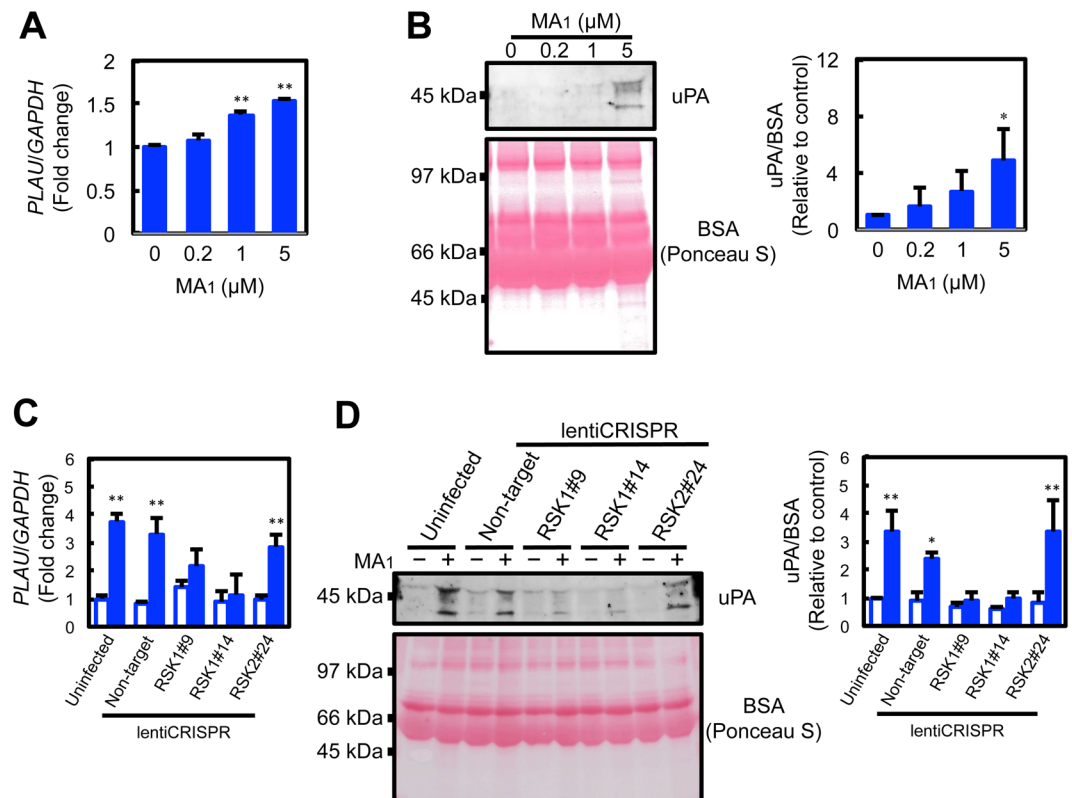 A
PLAU/GAPDH
(Fold change)
2
1.5
1
0.5
0
** **
0 0.2 1 5
MA1 (µM)
B
MA1 (µM)
0 0.2 1 5
45 kDa
uPA
97 kDa
66 kDa
45 kDa
BSA
(Ponceau S)
uPA/BSA
(Relative to control)
12
8
4
0
*
0 0.2 1 5
MA1 (µM)
C
PLAU/GAPDH
(Fold change)
6
5
4
3
2
1
0
** ** **
Uninfected
Non-target
RSK1#9
RSK1#14
RSK2#24
lentiCRISPR
D
lentiCRISPR
Uninfected
Non-target
RSK1#9
RSK1#14
RSK2#24
MA1 − + − + − + − + − +
45 kDa
uPA
97 kDa
66 kDa
45 kDa
BSA
(Ponceau S)
uPA/BSA
(Relative to control)
6
5
4
3
2
1
0
** * **
Uninfected
Non-target
RSK1#9
RSK1#14
RSK2#24
lentiCRISPR